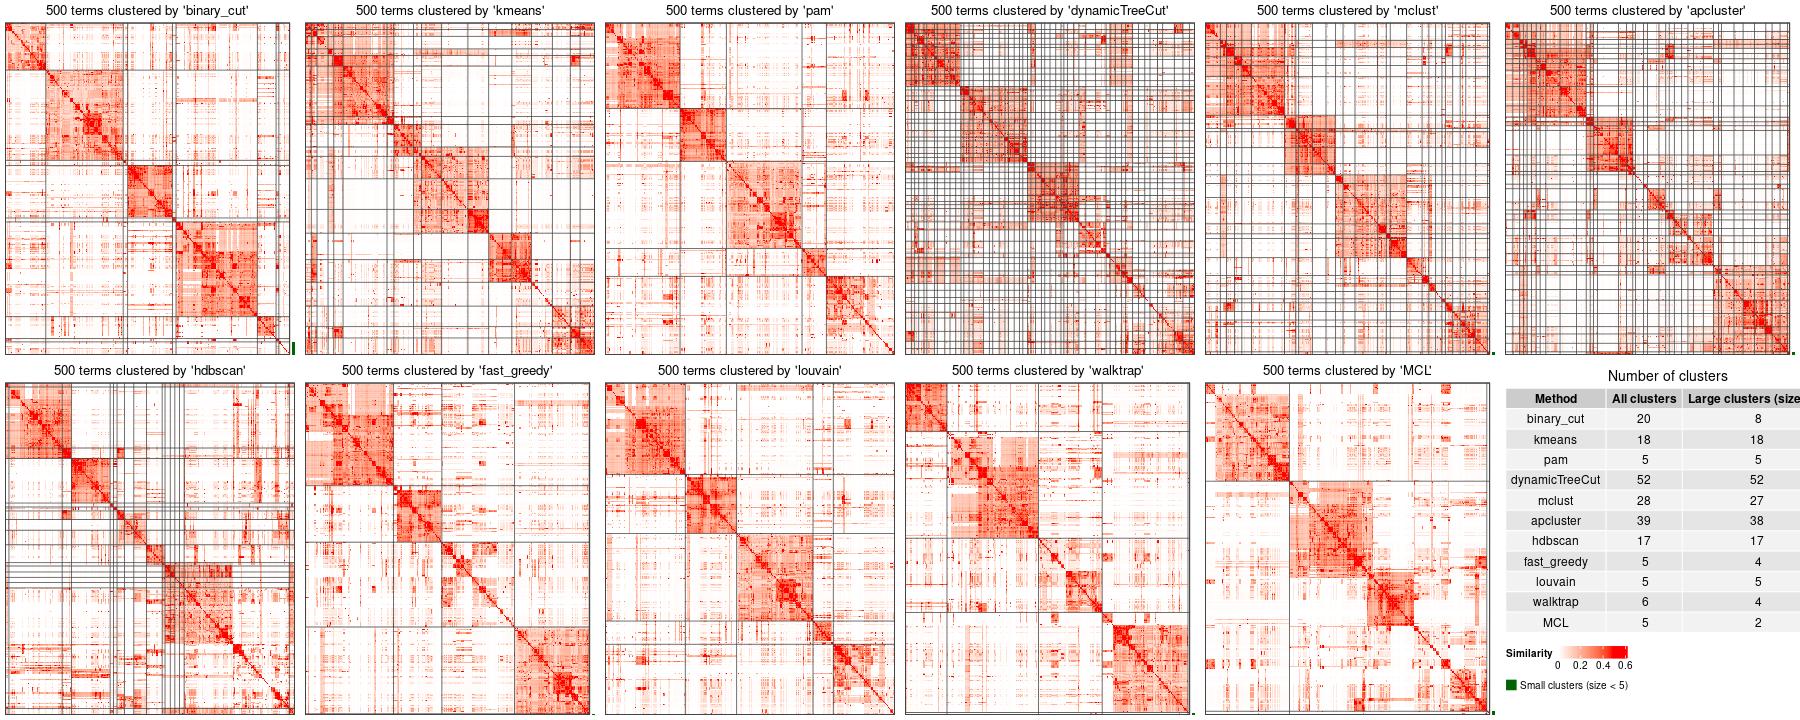 500 terms clustered by 'binary_cut'
500 terms clustered by 'kmeans'
500 terms clustered by 'pam'
500 terms clustered by 'dynamicTreeCut'
500 terms clustered by 'mclust'
500 terms clustered by 'apcluster'
500 terms clustered by 'hdbscan'
500 terms clustered by 'fast_greedy'
500 terms clustered by 'louvain'
500 terms clustered by 'walktrap'
500 terms clustered by 'MCL'
Number of clusters
Method All clusters Large clusters (size
binary_cut 20 8
kmeans 18 18
pam 5 5
dynamicTreeCut 52 52
mclust 28 27
apcluster 39 38
hdbscan 17 17
fast_greedy 5 4
louvain 5 5
walktrap 6 4
MCL 5 2
Similarity
0 0.2 0.4 0.6
Small clusters (size < 5)